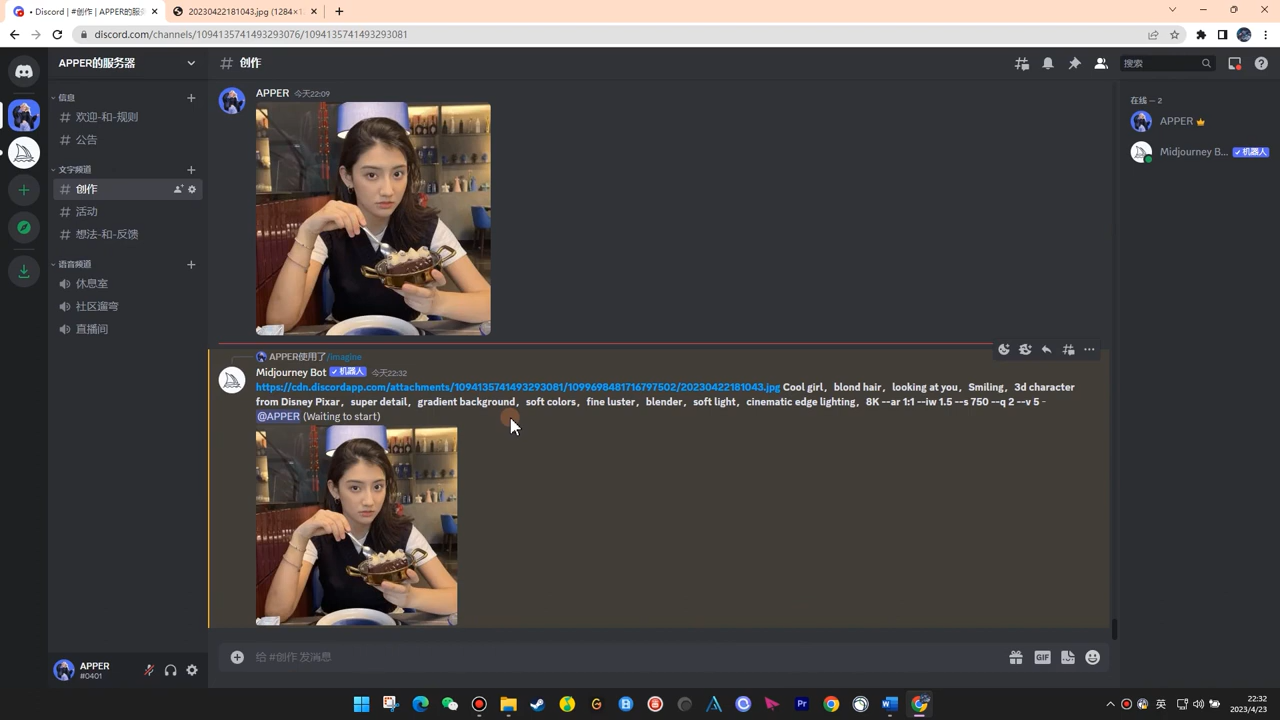 • Discord | #创作 | APPER的服
20230422181043.jpg (1284×1
discord.com/channels/1094135741493293076/1094135741493293081
APPER的服务器
创作
搜索
信息
欢迎-和-规则
公告
文字频道
创作
活动
想法-和-反馈
语音频道
休息室
社区遛弯
直播间
APPER 今天22:09
APPER使用了/imagine
Midjourney Bot 机器人 今天22:32
https://cdn.discordapp.com/attachments/1094135741493293081/1099698481716797502/20230422181043.jpg Cool girl，blond hair，looking at you，Smiling，3d character
from Disney Pixar，super detail，gradient background，soft colors，fine luster，blender，soft light，cinematic edge lighting，8K --ar 1:1 --iw 1.5 --s 750 --q 2 --v 5 -
@APPER (Waiting to start)
给 #创作 发消息
GIF
在线 — 2
APPER
Midjourney B... 机器人
APPER
#0401
英
22:32
2023/4/23